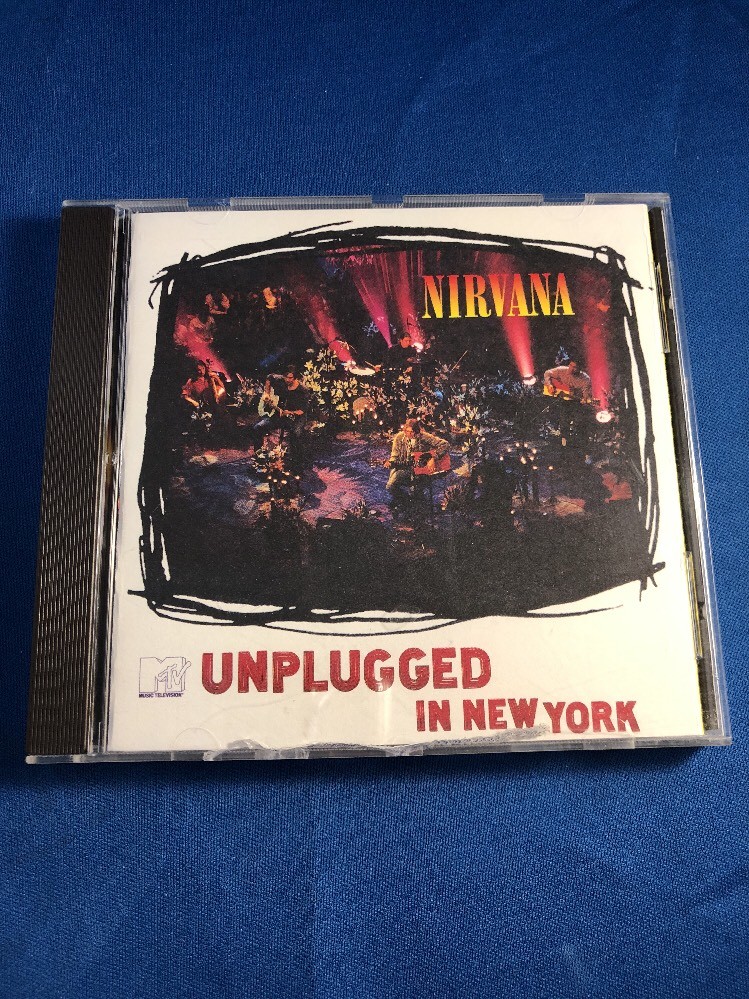 NIRVANA
MTV
MUSIC TELEVISION®
UNPLUGGED
IN NEW YORK